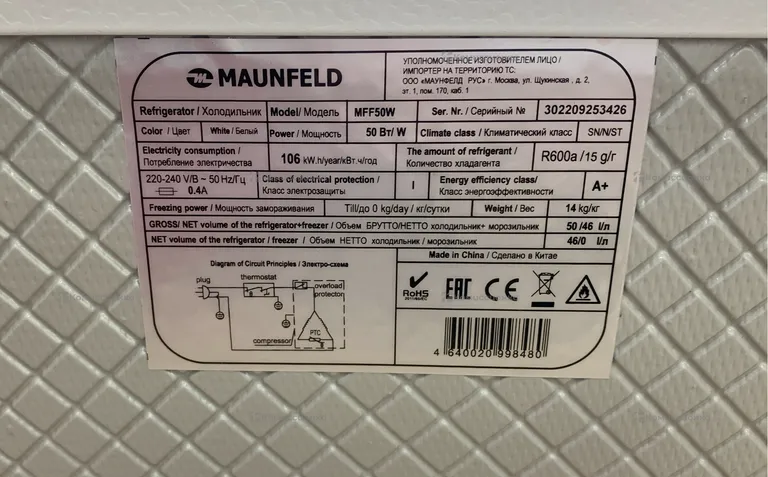 MAUNFELD
УПОЛНОМОЧЕННОЕ ИЗГОТОВИТЕЛЕМ ЛИЦО /
ИМПОРТЕР НА ТЕРРИТОРИЮ ТС:
ООО «МАУНФЕЛД РУС» г. Москва, ул. Щукинская , д. 2,
эт. 1, пом. 170, каб. 1
Refrigerator / Холодильник
Model/ Модель
MFF50W
Ser. Nr. / Серийный №
302209253426
Color / Цвет
White / Белый
Power / Мощность
50 Вт/ W
Climate class / Климатический класс
SN/N/ST
Electricity consumption /
Потребление электричества
106 kW.h/year/кВт.ч/год
The amount of refrigerant /
Количество хладагента
R600a /15 g/г
220-240 V/В ~ 50 Hz/Гц
0.4A
Class of electrical protection /
Класс электрозащиты
I
Energy efficiency class/
Класс энергоэффективности
A+
Freezing power / Мощность замораживания
Till/до 0 kg/day / кг/сутки
Weight / Вес
14 kg/кг
GROSS/ NET volume of the refrigerator+freezer / Объем БРУТТО/НЕТТО холодильник+ морозильник
50 /46 l/л
NET volume of the refrigerator / freezer / Объем НЕТТО холодильник / морозильник
46/0 l/л
Made in China / Сделано в Китае
Diagram of Circuit Principles / Электро-схема
plug
thermostat
overload
protector
PTC
compressor
RoHS
EAC
CE
4 640020 998480